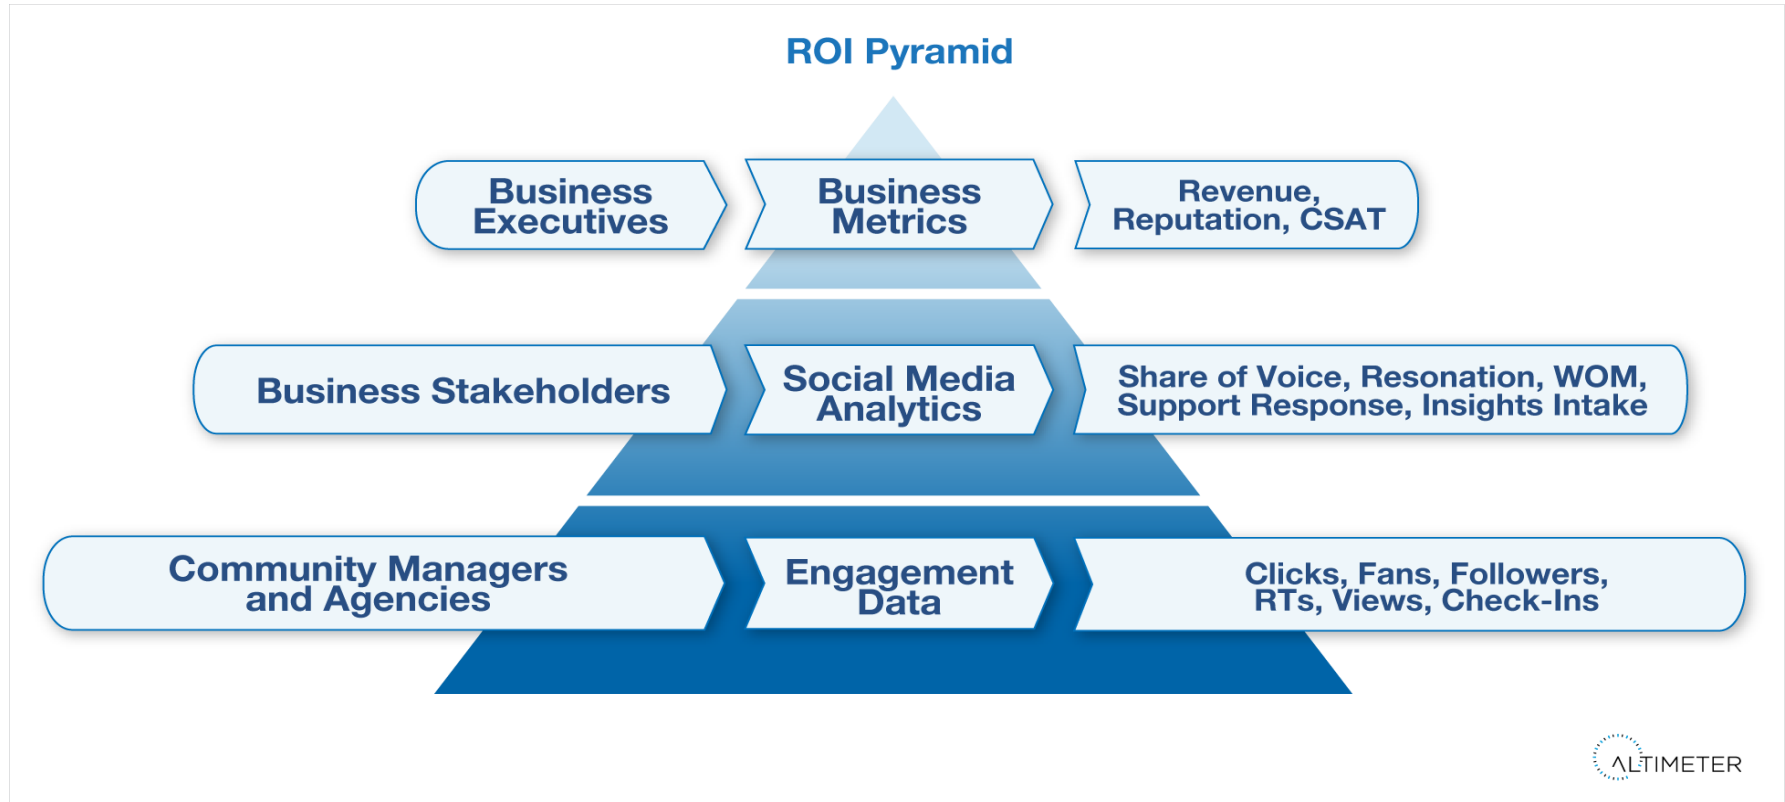 ROI Pyramid
Business
Executives
Business
Metrics
Revenue,
Reputation, CSAT
Business Stakeholders
Social Media
Analytics
Share of Voice, Resonation, WOM,
Support Response, Insights Intake
Community Managers
and Agencies
Engagement
Data
Clicks, Fans, Followers,
RTs, Views, Check-Ins
ALTIMETER